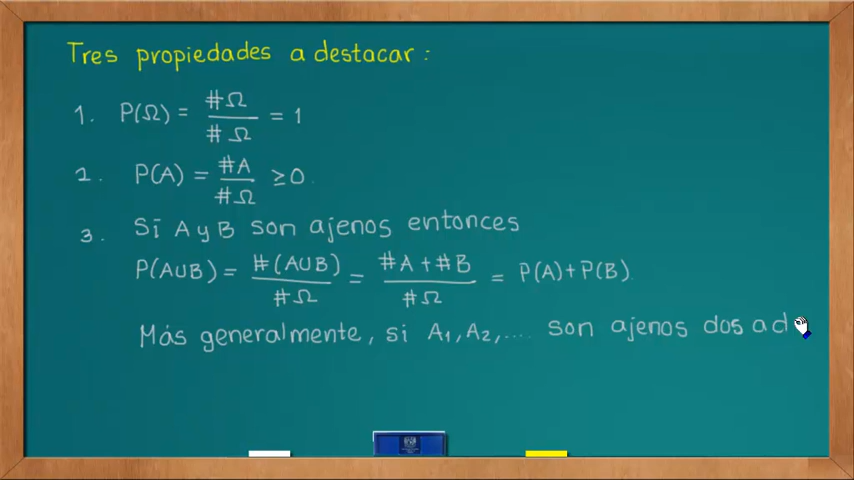 Tres propiedades a destacar:
1. P(Ω) = #Ω / #Ω = 1
2. P(A) = #A / #Ω ≥ 0.
3. Si A y B son ajenos entonces
P(A∪B) = #(A∪B) / #Ω = #A + #B / #Ω = P(A) + P(B).
Más generalmente, si A₁, A₂, .... son ajenos dos a d